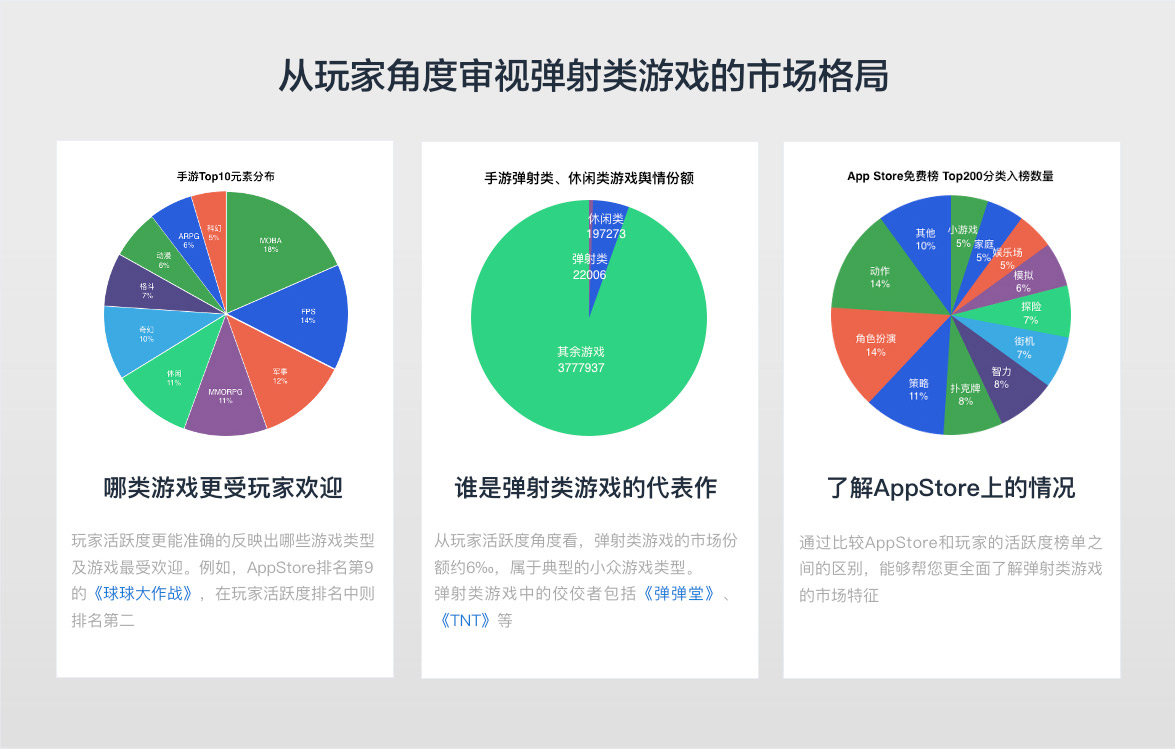 从玩家角度审视弹射类游戏的市场格局
手游Top10元素分布
科幻
5%
ARPG
6%
动漫
6%
格斗
7%
奇幻
10%
休闲
11%
MMORPG
11%
军事
12%
FPS
14%
MOBA
18%
哪类游戏更受玩家欢迎
玩家活跃度更能准确的反映出哪些游戏类型
及游戏最受欢迎。例如，AppStore排名第9
的《球球大作战》，在玩家活跃度排名中则
排名第二
手游弹射类、休闲类游戏舆情份额
休闲类
197273
弹射类
22006
其余游戏
3777937
谁是弹射类游戏的代表作
从玩家活跃度角度看，弹射类游戏的市场份
额约6‰，属于典型的小众游戏类型。
弹射类游戏中的佼佼者包括《弹弹堂》、
《TNT》等
App Store免费榜 Top200分类入榜数量
其他
10%
小游戏
5%
家庭
5%
娱乐场
5%
模拟
6%
探险
7%
街机
7%
智力
8%
扑克牌
8%
策略
11%
角色扮演
14%
动作
14%
了解AppStore上的情况
通过比较AppStore和玩家的活跃度榜单之
间的区别，能够帮您更全面了解弹射类游戏
的市场特征